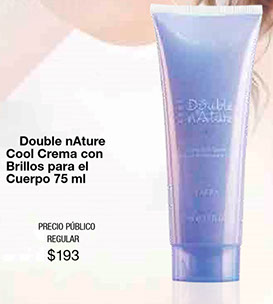 Double nAture
Cool Crema con
Brillos para el
Cuerpo 75 ml
PRECIO PÚBLICO
REGULAR
$193
Double
nAture